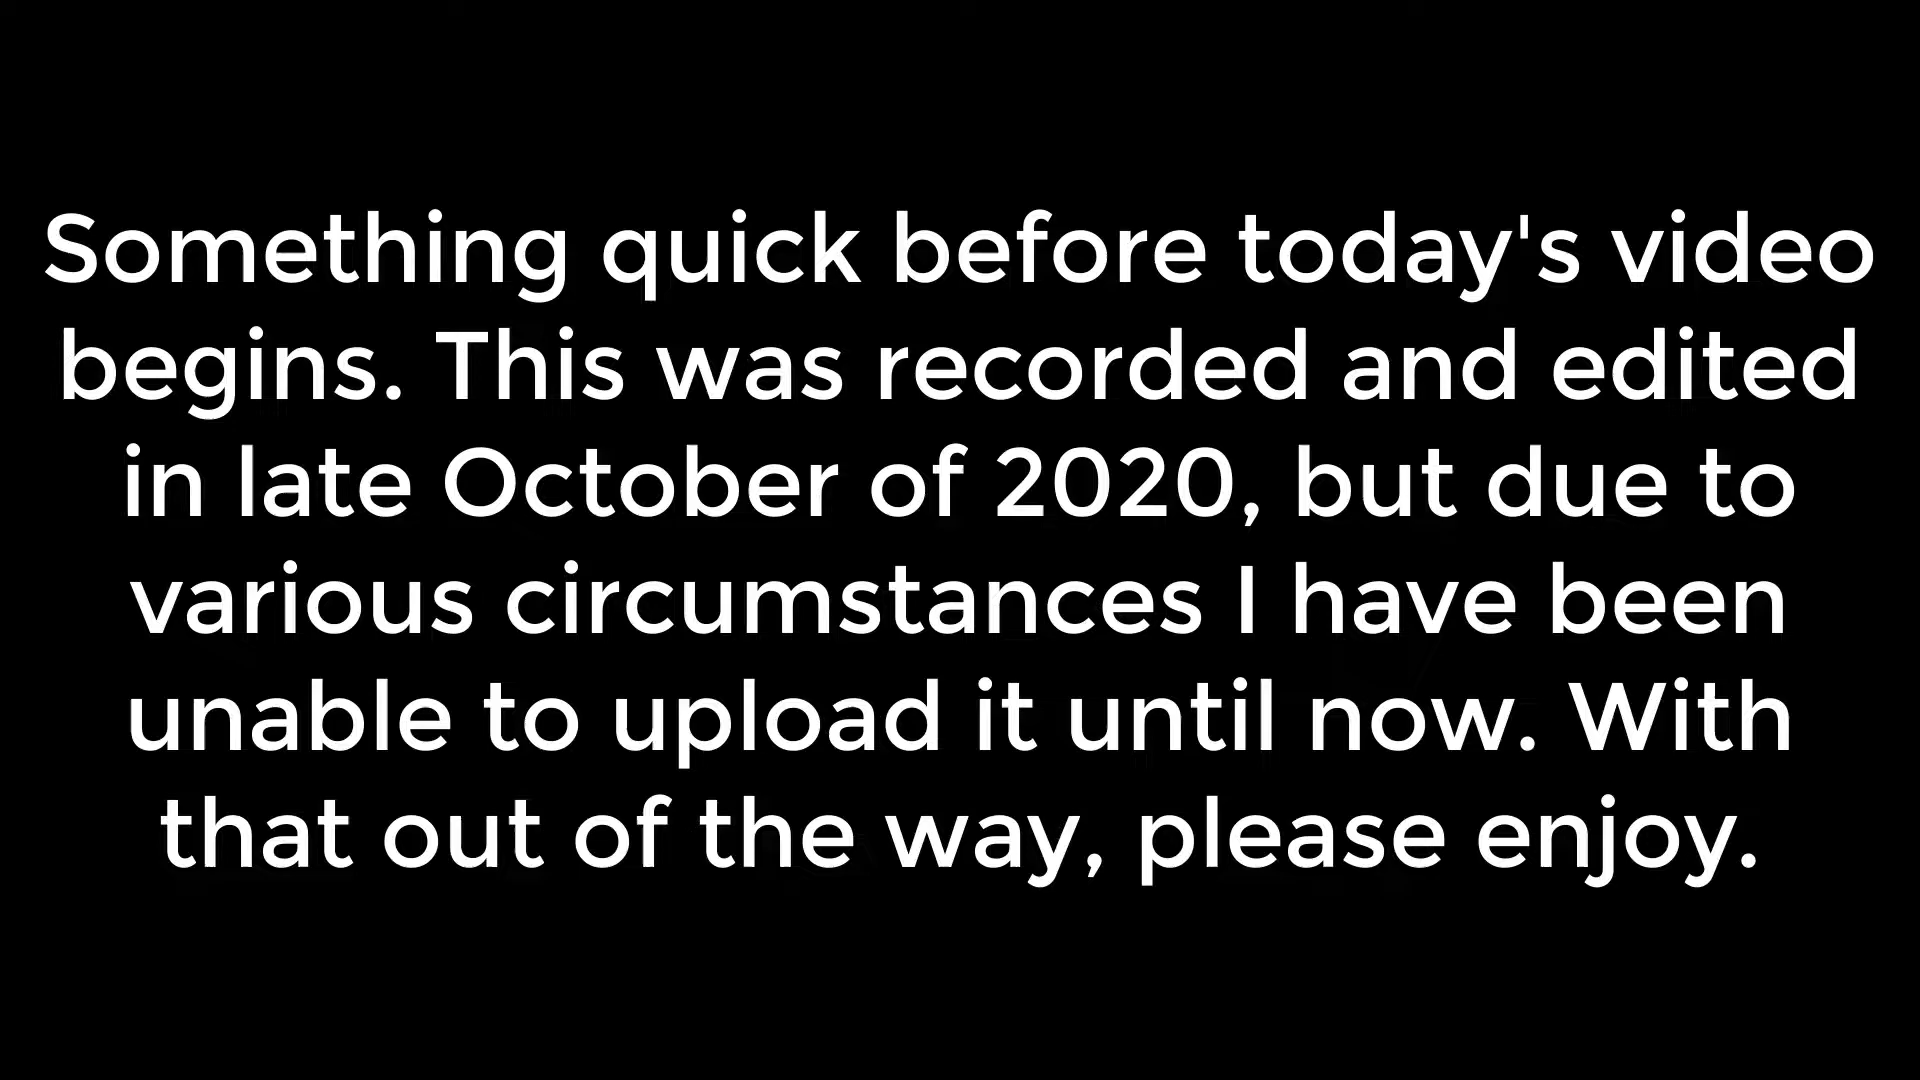 Something quick before today's video
begins. This was recorded and edited
in late October of 2020, but due to
various circumstances I have been
unable to upload it until now. With
that out of the way, please enjoy.